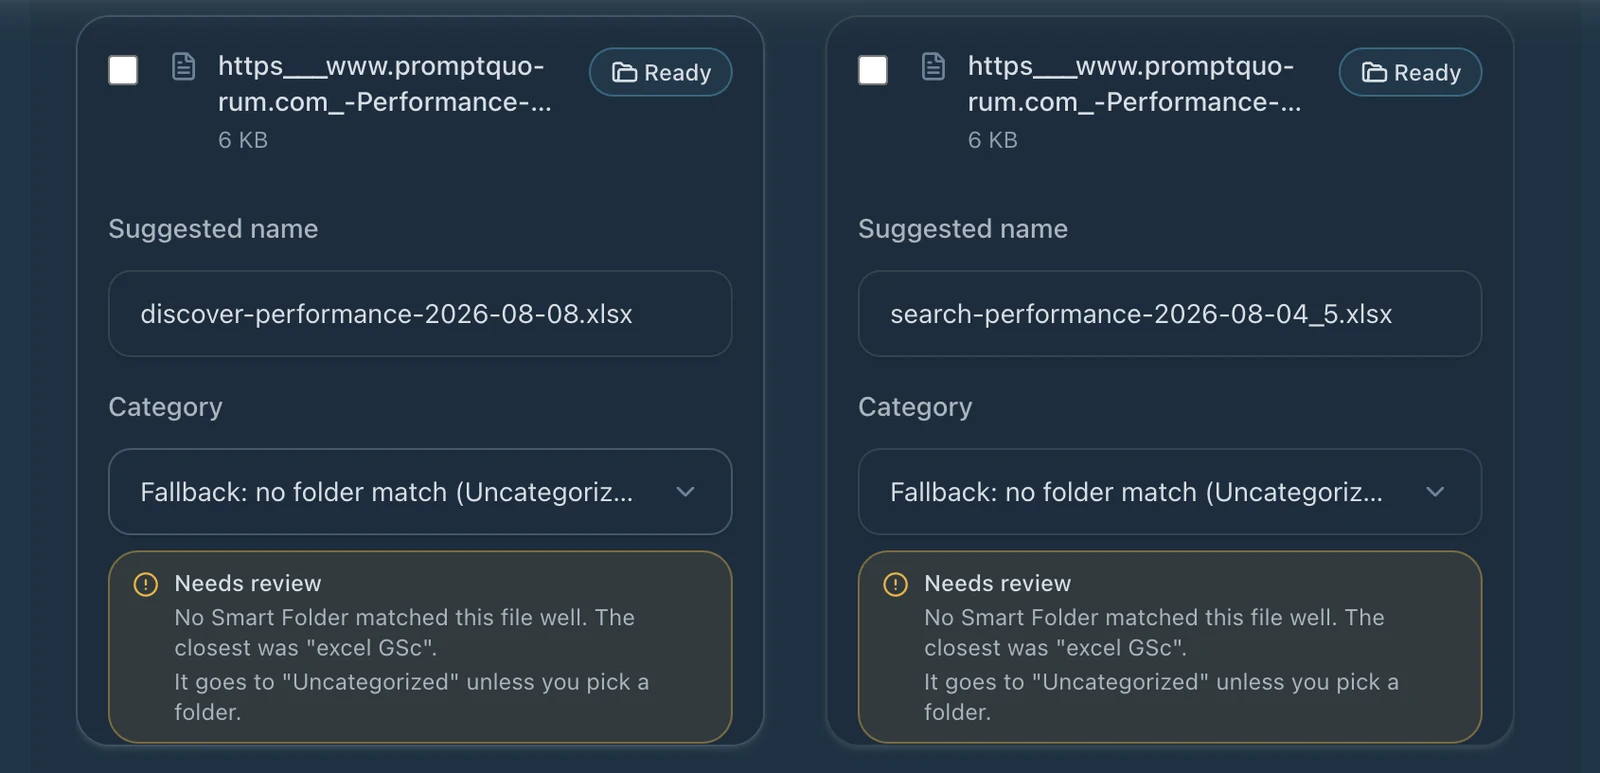 https___www.promptquo-
rum.com_-Performance-...
6 KB
Ready
Suggested name
discover-performance-2026-08-08.xlsx
Category
Fallback: no folder match (Uncategoriz...
Needs review
No Smart Folder matched this file well. The
closest was "excel GSc".
It goes to "Uncategorized" unless you pick a
folder.
https___www.promptquo-
rum.com_-Performance-...
6 KB
Ready
Suggested name
search-performance-2026-08-04_5.xlsx
Category
Fallback: no folder match (Uncategoriz...
Needs review
No Smart Folder matched this file well. The
closest was "excel GSc".
It goes to "Uncategorized" unless you pick a
folder.